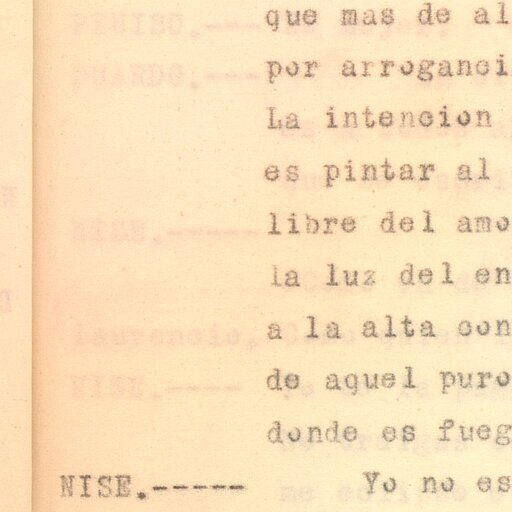 que mas de al
por arroganci
La intencion
es pintar al
libre del amo
la luz del en
a la alta con
de aquel puro
donde es fueg
NISE.----- Yo no es